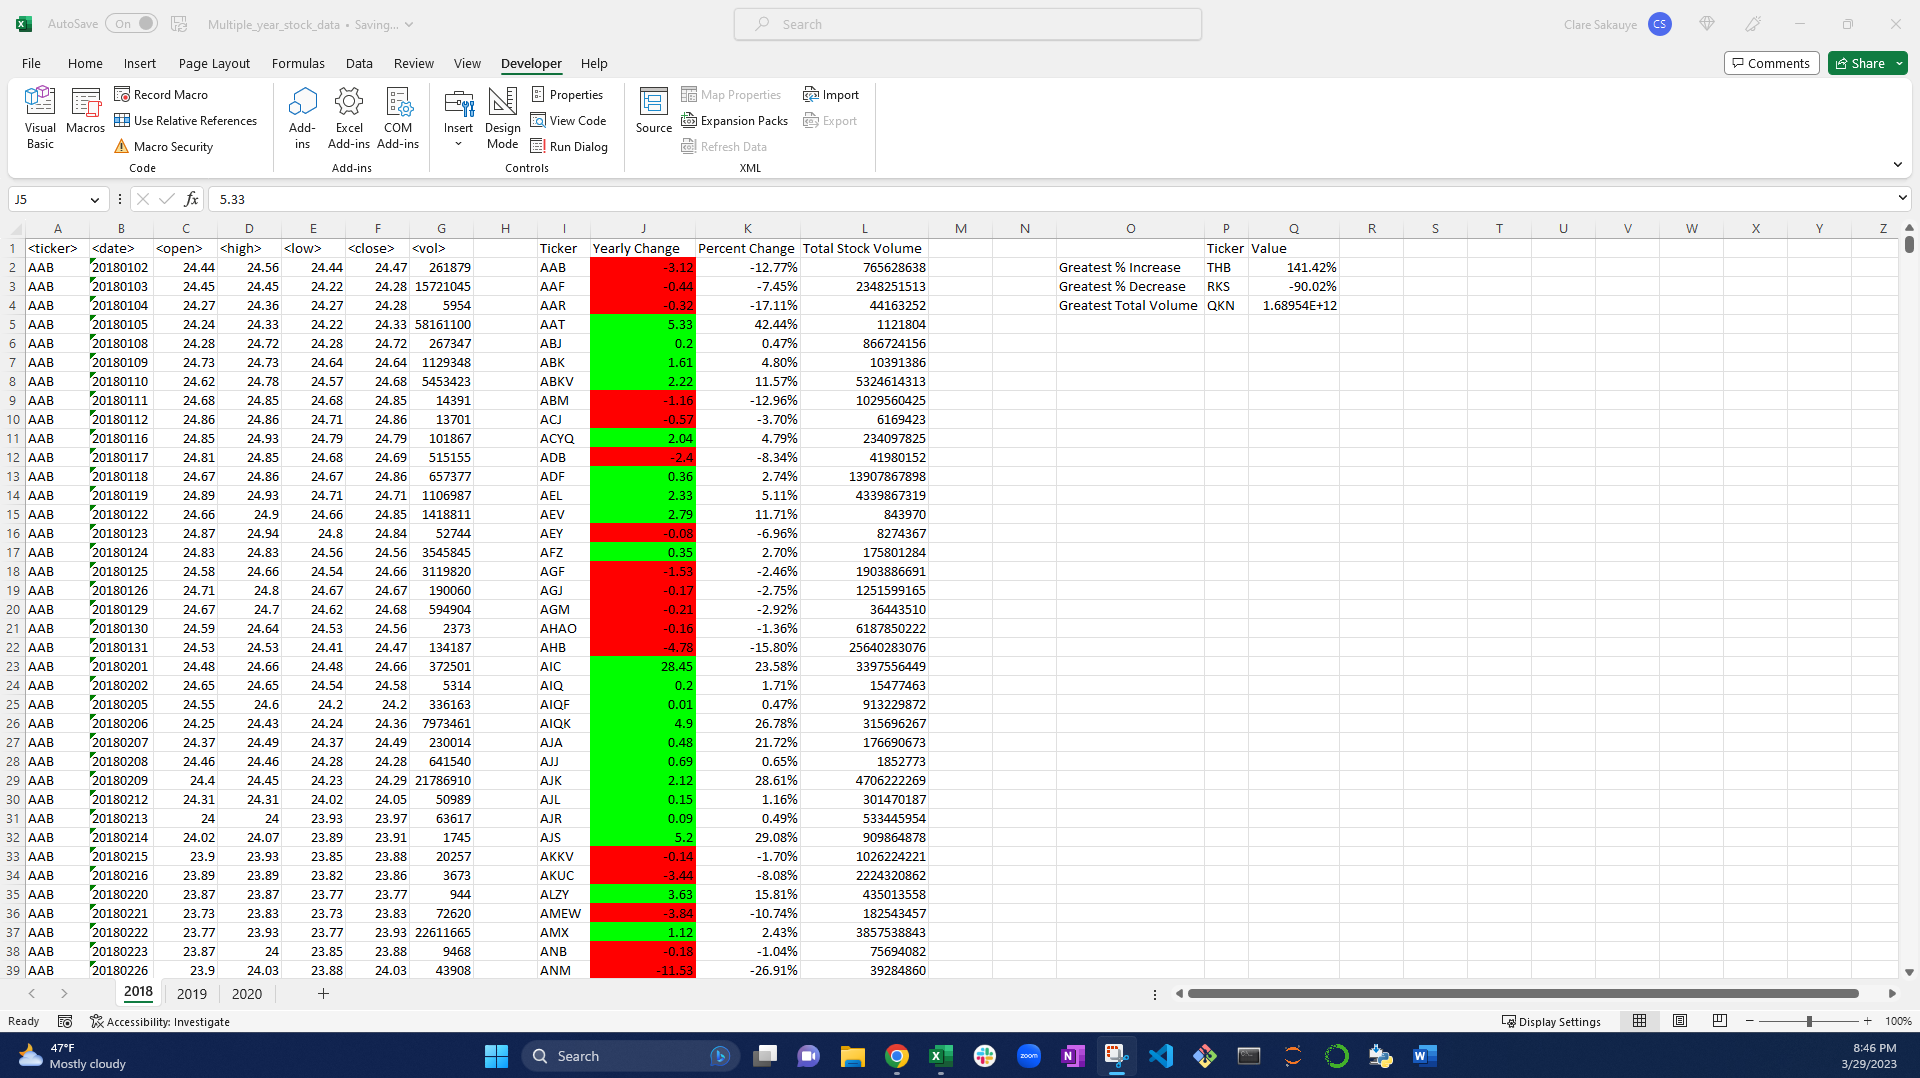 AutoSave On Multiple_year_stock_data • Saving... Search Clare Sakauye CS
File Home Insert Page Layout Formulas Data Review View Developer Help Comments Share
Visual Basic Macros Record Macro Use Relative References Macro Security Code
Add-ins Excel Add-ins COM Add-ins Add-ins
Insert Design Mode Properties View Code Run Dialog Controls
Source Map Properties Expansion Packs Refresh Data Import Export XML
J5 fx 5.33
A B C D E F G H I J K L M N O P Q R S T U V W X Y Z
1 <ticker> <date> <open> <high> <low> <close> <vol> Ticker Yearly Change Percent Change Total Stock Volume Ticker Value
2 AAB 20180102 24.44 24.56 24.44 24.47 261879 AAB -3.12 -12.77% 765628638 Greatest % Increase THB 141.42%
3 AAB 20180103 24.45 24.45 24.22 24.28 15721045 AAF -0.44 -7.45% 2348251513 Greatest % Decrease RKS -90.02%
4 AAB 20180104 24.27 24.36 24.27 24.28 5954 AAR -0.32 -17.11% 44163252 Greatest Total Volume QKN 1.68954E+12
5 AAB 20180105 24.24 24.33 24.22 24.33 58161100 AAT 5.33 42.44% 1121804
6 AAB 20180108 24.28 24.72 24.28 24.72 267347 ABJ 0.2 0.47% 866724156
7 AAB 20180109 24.73 24.73 24.64 24.64 1129348 ABK 1.61 4.80% 10391386
8 AAB 20180110 24.62 24.78 24.57 24.68 5453423 ABKV 2.22 11.57% 5324614313
9 AAB 20180111 24.68 24.85 24.68 24.85 14391 ABM -1.16 -12.96% 1029560425
10 AAB 20180112 24.86 24.86 24.71 24.86 13701 ACJ -0.57 -3.70% 6169423
11 AAB 20180116 24.85 24.93 24.79 24.79 101867 ACYQ 2.04 4.79% 234097825
12 AAB 20180117 24.81 24.85 24.68 24.69 515155 ADB -2.4 -8.34% 41980152
13 AAB 20180118 24.67 24.86 24.67 24.86 657377 ADF 0.36 2.74% 13907867898
14 AAB 20180119 24.89 24.93 24.71 24.71 1106987 AEL 2.33 5.11% 4339867319
15 AAB 20180122 24.66 24.9 24.66 24.85 1418811 AEV 2.79 11.71% 843970
16 AAB 20180123 24.87 24.94 24.8 24.84 52744 AEY -0.08 -6.96% 8274367
17 AAB 20180124 24.83 24.83 24.56 24.56 3545845 AFZ 0.35 2.70% 175801284
18 AAB 20180125 24.58 24.66 24.54 24.66 3119820 AGF -1.53 -2.46% 1903886691
19 AAB 20180126 24.71 24.8 24.67 24.67 190060 AGJ -0.17 -2.75% 1251599165
20 AAB 20180129 24.67 24.7 24.62 24.68 594904 AGM -0.21 -2.92% 36443510
21 AAB 20180130 24.59 24.64 24.53 24.56 2373 AHAO -0.16 -1.36% 6187850222
22 AAB 20180131 24.53 24.53 24.41 24.47 134187 AHB -4.78 -15.80% 25640283076
23 AAB 20180201 24.48 24.66 24.48 24.66 372501 AIC 28.45 23.58% 3397556449
24 AAB 20180202 24.65 24.65 24.54 24.58 5314 AIQ 0.2 1.71% 15477463
25 AAB 20180205 24.55 24.6 24.2 24.2 336163 AIQF 0.01 0.47% 913229872
26 AAB 20180206 24.25 24.43 24.24 24.36 7973461 AIQK 4.9 26.78% 315696267
27 AAB 20180207 24.37 24.49 24.37 24.49 230014 AJA 0.48 21.72% 176690673
28 AAB 20180208 24.46 24.46 24.28 24.28 641540 AJJ 0.69 0.65% 1852773
29 AAB 20180209 24.4 24.45 24.23 24.29 21786910 AJK 2.12 28.61% 4706222269
30 AAB 20180212 24.31 24.31 24.02 24.05 50989 AJL 0.15 1.16% 301470187
31 AAB 20180213 24 24 23.93 23.97 63617 AJR 0.09 0.49% 533445954
32 AAB 20180214 24.02 24.07 23.89 23.91 1745 AJS 5.2 29.08% 909864878
33 AAB 20180215 23.9 23.93 23.85 23.88 20257 AKKV -0.14 -1.70% 1026224221
34 AAB 20180216 23.89 23.89 23.82 23.86 3673 AKUC -3.44 -8.08% 2224320862
35 AAB 20180220 23.87 23.87 23.77 23.77 944 ALZY 3.63 15.81% 435013558
36 AAB 20180221 23.73 23.83 23.73 23.83 72620 AMEW -3.84 -10.74% 182543457
37 AAB 20180222 23.77 23.93 23.77 23.93 22611665 AMX 1.12 2.43% 3857538843
38 AAB 20180223 23.87 24 23.85 23.88 9468 ANB -0.18 -1.04% 75694082
39 AAB 20180226 23.9 24.03 23.88 24.03 43908 ANM -11.53 -26.91% 39284860
2018 2019 2020
Ready Accessibility: Investigate Display Settings 100%
47°F Mostly cloudy Search zoom 8:46 PM
3/29/2023